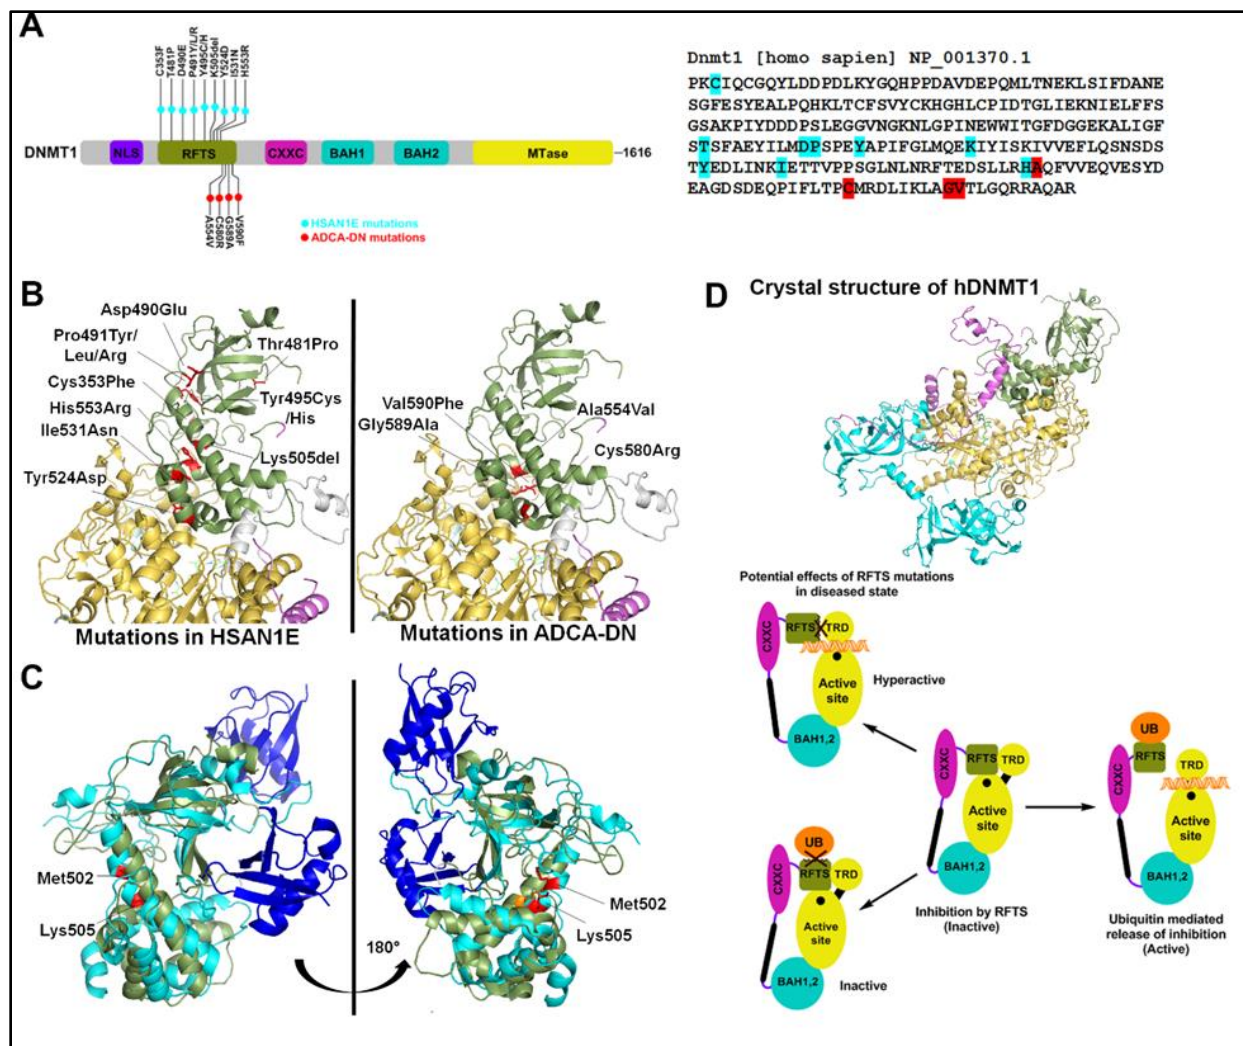 A
C353F
T481P
D490E
P491Y/L/R
Y495C/H
K505del
Y524D
I531N
H553R
DNMT1
NLS
RFTS
CXXC
BAH1
BAH2
MTase
1616
A554V
C580R
G589A
V590F
HSAN1E mutations
ADCA-DN mutations
Dnmt1 [homo sapien] NP_001370.1
PKCIQCGQYLDDPDLKYGQHPPDAVDEPQMLTNEKLSIFDANE
SGFESYEALPQHKLTCFSVYCKHGHLCPIDTGLIEKNIELFFS
GSAKPIYDDDPSLEGGVNGKNLGPINEWWITGFDGGEKALIGF
STSFAEYILMDPSPEYAPIFGLMQEKIYISKIVVEFLQSNSDS
TYEDLINKIETTVPPSGLNLNRFTEDSLLRHAQFVVEQVESYD
EAGDSDEQPIFLTPCMRDLIKLAGVTLGQRRAQAR
B
Asp490Glu
Pro491Tyr/
Leu/Arg
Cys353Phe
His553Arg
Ile531Asn
Tyr524Asp
Thr481Pro
Tyr495Cys
/His
Lys505del
Mutations in HSAN1E
Val590Phe
Gly589Ala
Ala554Val
Cys580Arg
Mutations in ADCA-DN
C
Met502
Lys505
180°
Met502
Lys505
D
Crystal structure of hDNMT1
Potential effects of RFTS mutations
in diseased state
CXXC
RFTS
TRD
Active
site
BAH1,2
Hyperactive
UB
CXXC
RFTS
TRD
Active
site
BAH1,2
Inactive
CXXC
RFTS
TRD
Active
site
BAH1,2
Inhibition by RFTS
(Inactive)
UB
CXXC
RFTS
TRD
Active
site
BAH1,2
Ubiquitin mediated
release of inhibition
(Active)